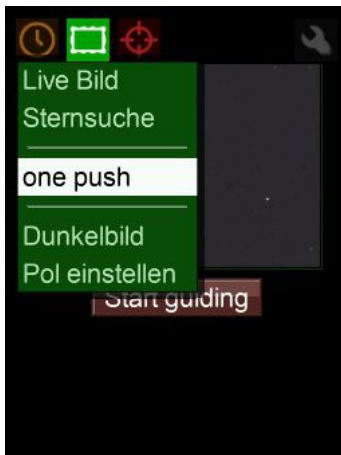 Live Bild
Sternsuche
one push
Dunkelbild
Pol einstellen
Start guiding